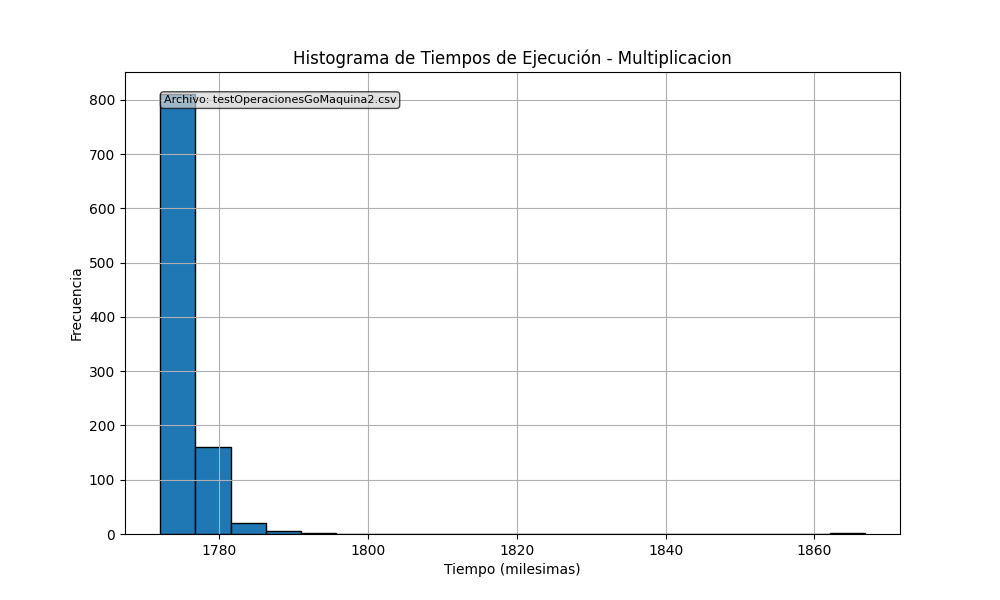 Histograma de Tiempos de Ejecución - Multiplicacion
Archivo: testOperacionesGoMaquina2.csv
800
700
600
500
400
300
200
100
0
Frecuencia
1780 1800 1820 1840 1860
Tiempo (milesimas)